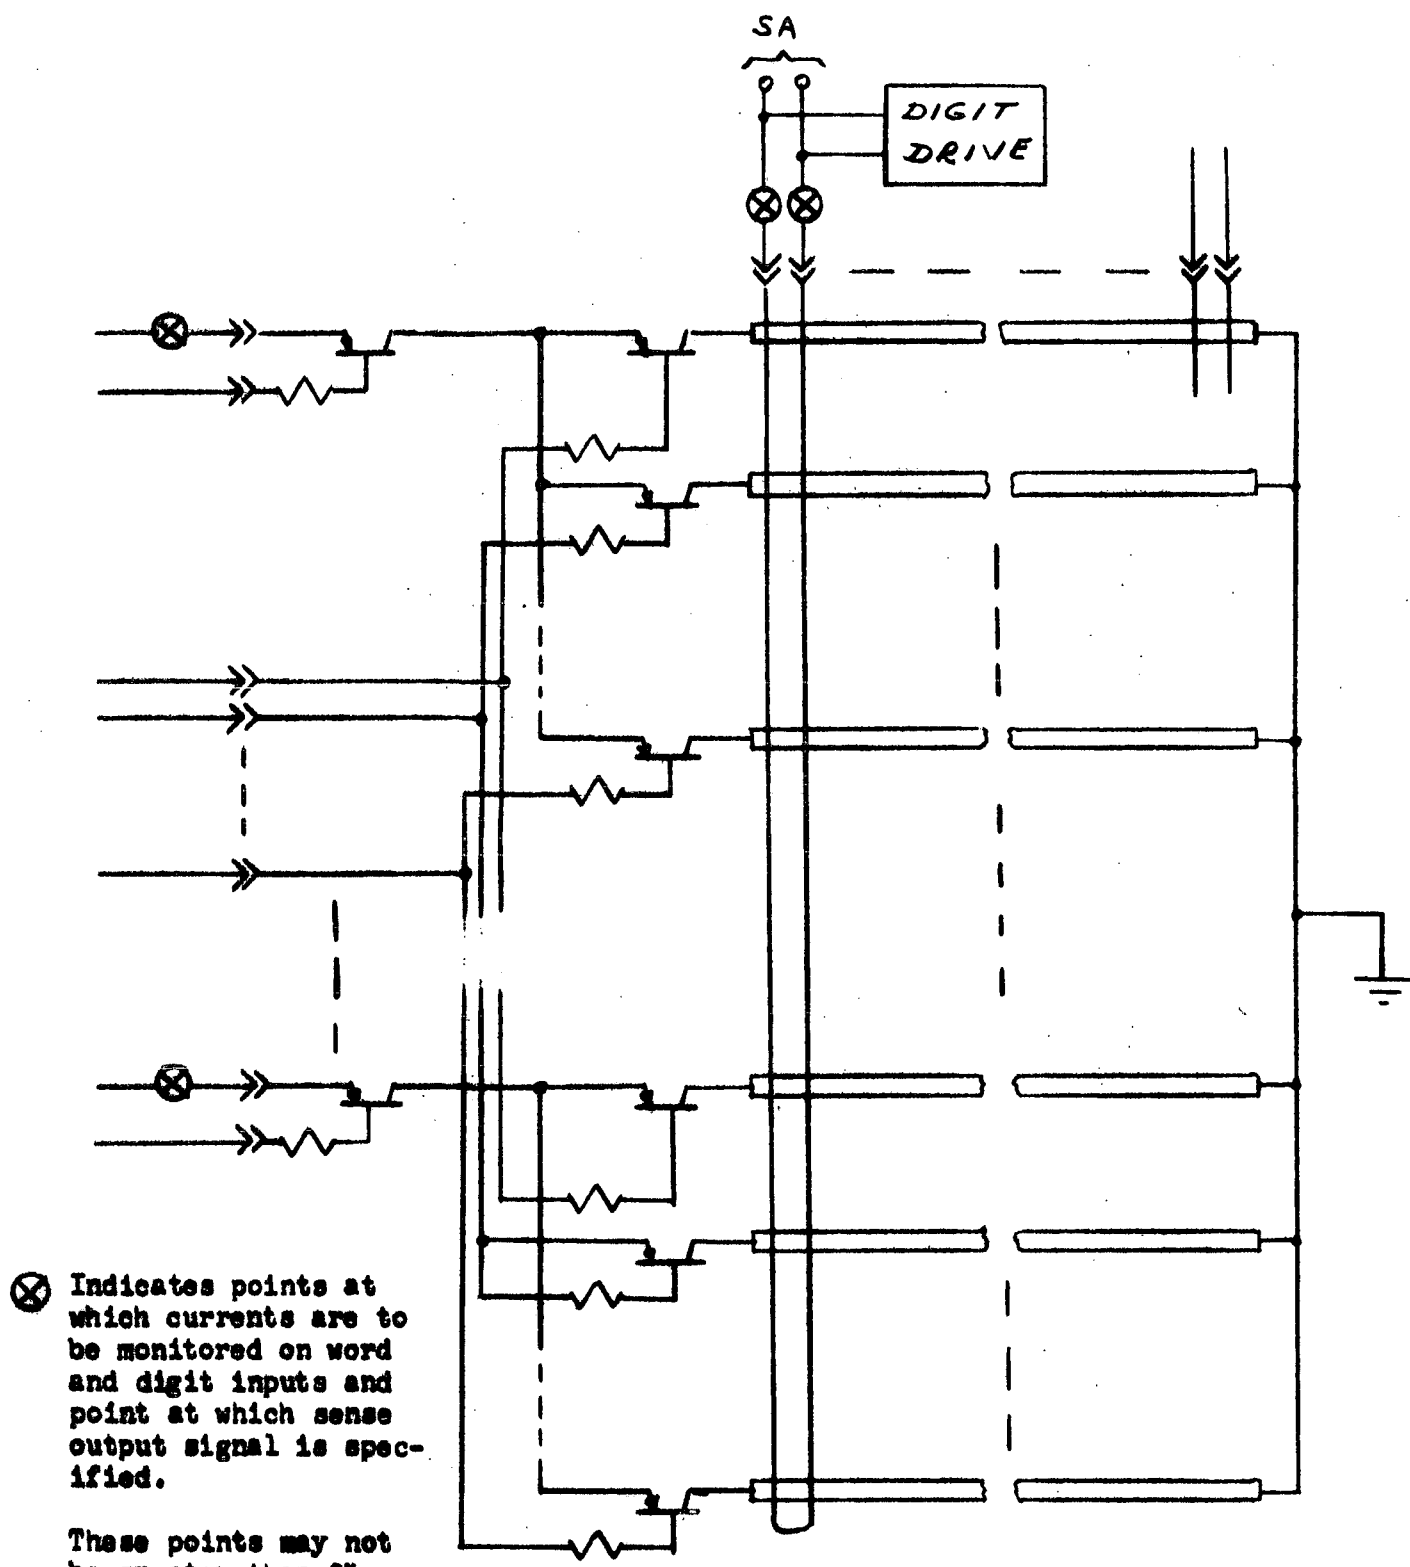 SA
DIGIT
DRIVE
Indicates points at
which currents are to
be monitored on word
and digit inputs and
point at which sense
output signal is spec-
ified.
These points may not